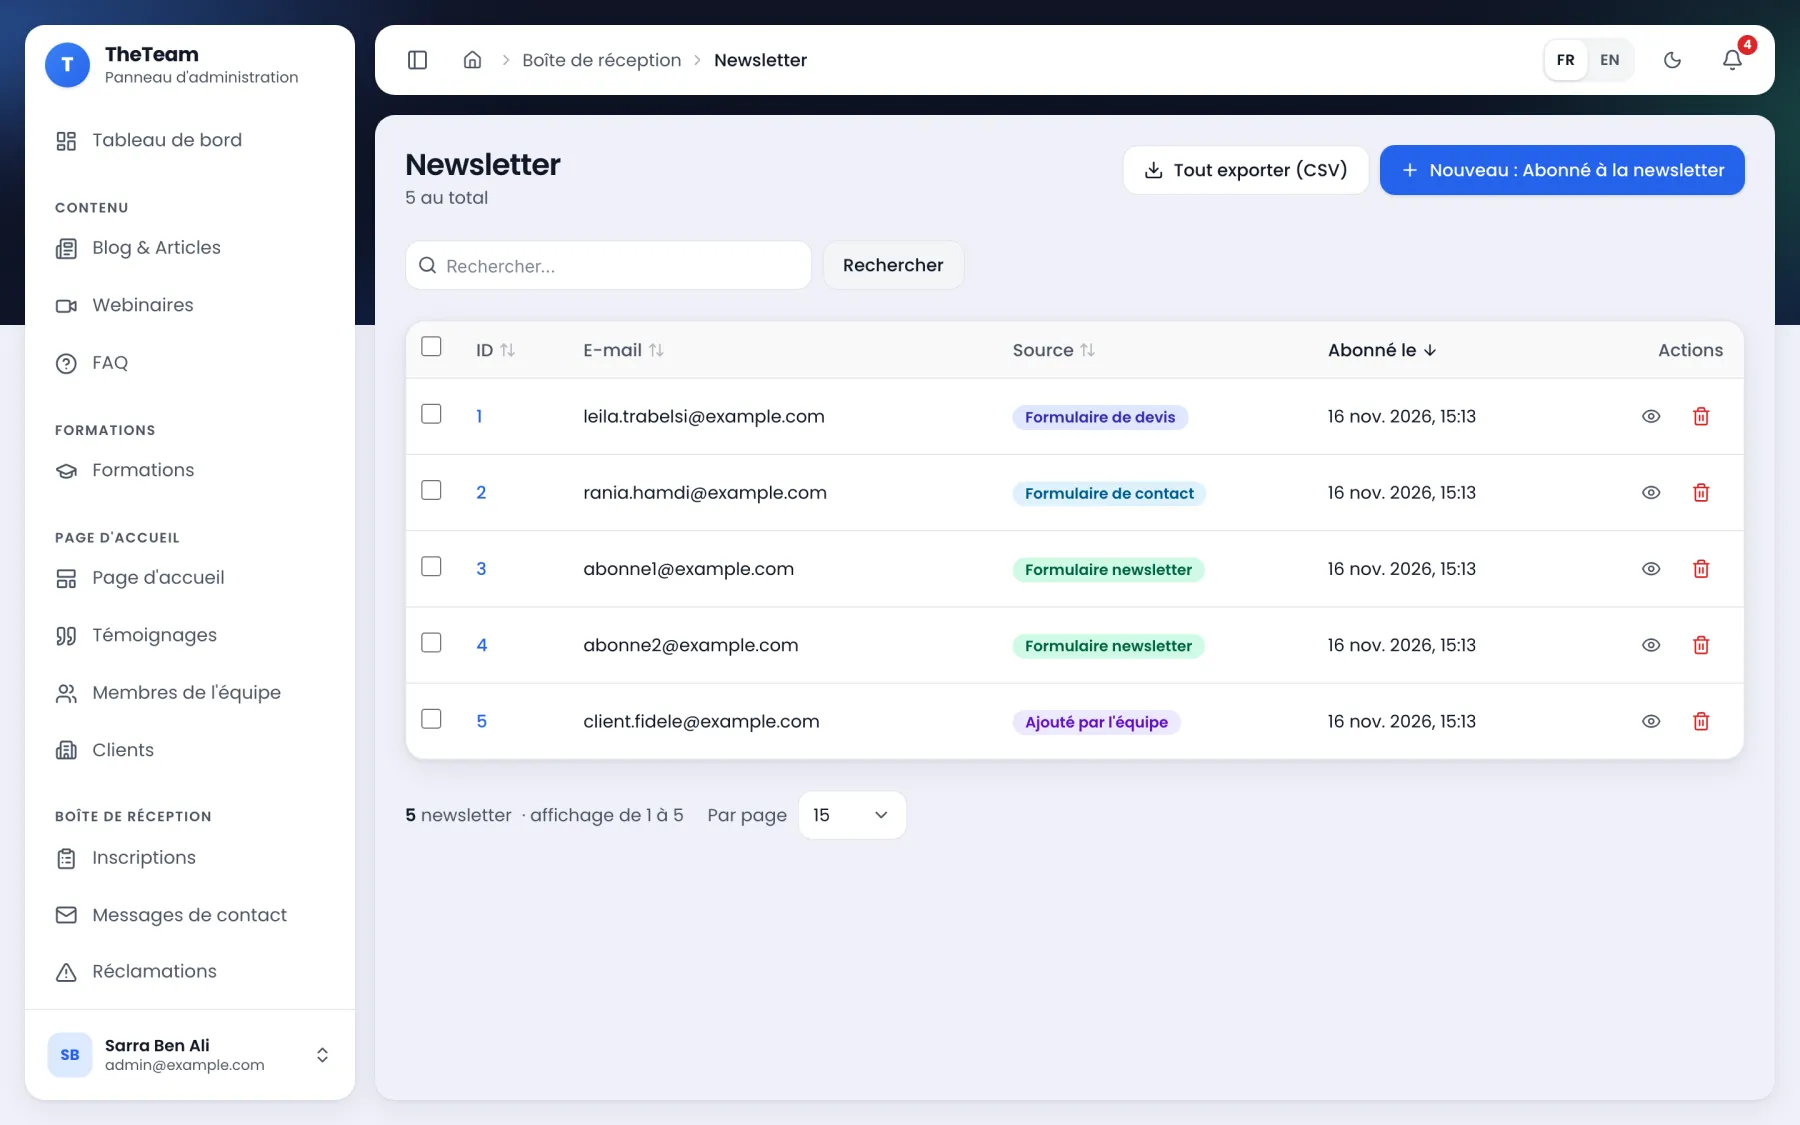 T
TheTeam
Panneau d'administration
Tableau de bord
CONTENU
Blog & Articles
Webinaires
FAQ
FORMATIONS
Formations
PAGE D'ACCUEIL
Page d'accueil
Témoignages
Membres de l'équipe
Clients
BOÎTE DE RÉCEPTION
Inscriptions
Messages de contact
Réclamations
SB
Sarra Ben Ali
admin@example.com
Boîte de réception
Newsletter
FR EN
4
Newsletter
5 au total
Tout exporter (CSV)
Nouveau : Abonné à la newsletter
Rechercher...
Rechercher
ID E-mail Source Abonné le Actions
1 leila.trabelsi@example.com Formulaire de devis 16 nov. 2026, 15:13
2 rania.hamdi@example.com Formulaire de contact 16 nov. 2026, 15:13
3 abonne1@example.com Formulaire newsletter 16 nov. 2026, 15:13
4 abonne2@example.com Formulaire newsletter 16 nov. 2026, 15:13
5 client.fidele@example.com Ajouté par l'équipe 16 nov. 2026, 15:13
5 newsletter · affichage de 1 à 5 Par page 15